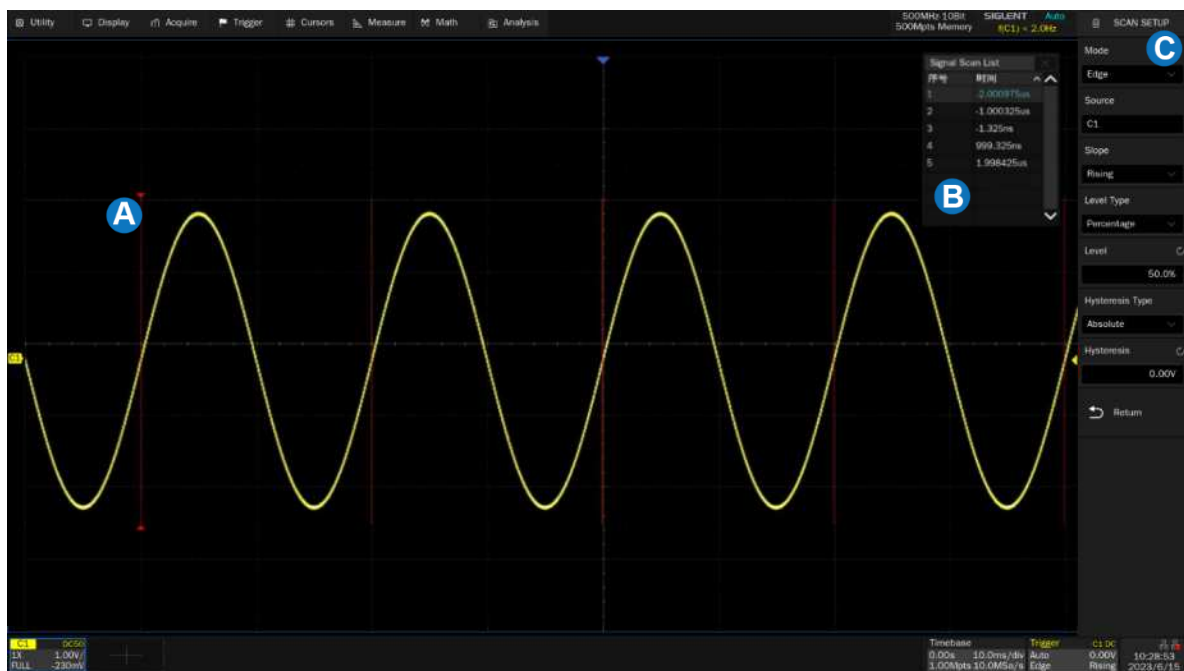 Utility Display Acquire Trigger Cursors Measure Math Analysis
500MHz 10Bit SIGLENT Auto
500Mpts Memory f(C1) < 2.0Hz
SCAN SETUP
Mode
C
Edge
Source
C1
Slope
Rising
Level Type
Percentage
Level
50.0%
Hysteresis Type
Absolute
Hysteresis
0.00V
Return
Signal Scan List
序号 时间
1 -2.000975us
2 -1.000325us
3 -1.325ns
4 999.325ns
5 1.998425us
B
A
C1
C1 DC50
1X 1.00V/
FULL -230mV
Timebase
0.00s 10.0ms/div
1.00Mpts 10.0MSa/s
Trigger C1 DC
Auto 0.00V
Edge Rising
10:28:53
2023/6/15